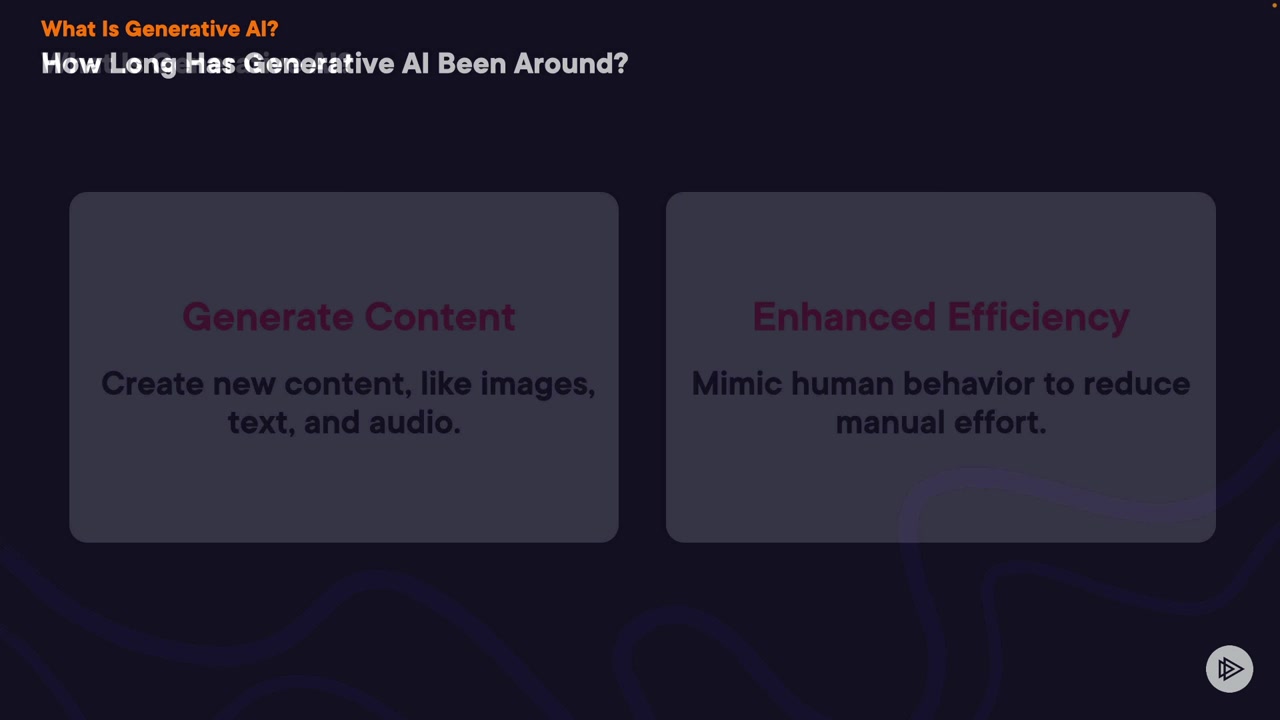 What Is Generative AI?
How Long Has Generative AI Been Around?
Generate Content
Create new content, like images,
text, and audio.
Enhanced Efficiency
Mimic human behavior to reduce
manual effort.